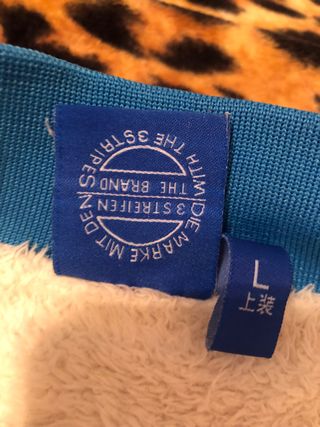 DIE MARKE MIT DEN
3 STREIFEN
THE BRAND
WITH THE 3 STRIPES
L
上装